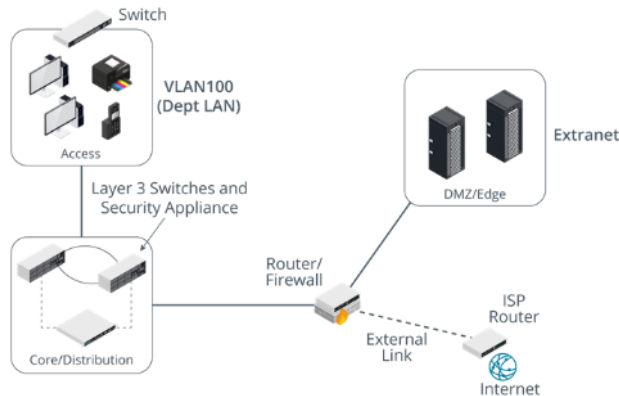 Switch
VLAN100
(Dept LAN)
Access
Extranet
DMZ/Edge
Layer 3 Switches and
Security Appliance
Router/
Firewall
ISP
Router
External
Link
Core/Distribution
Internet